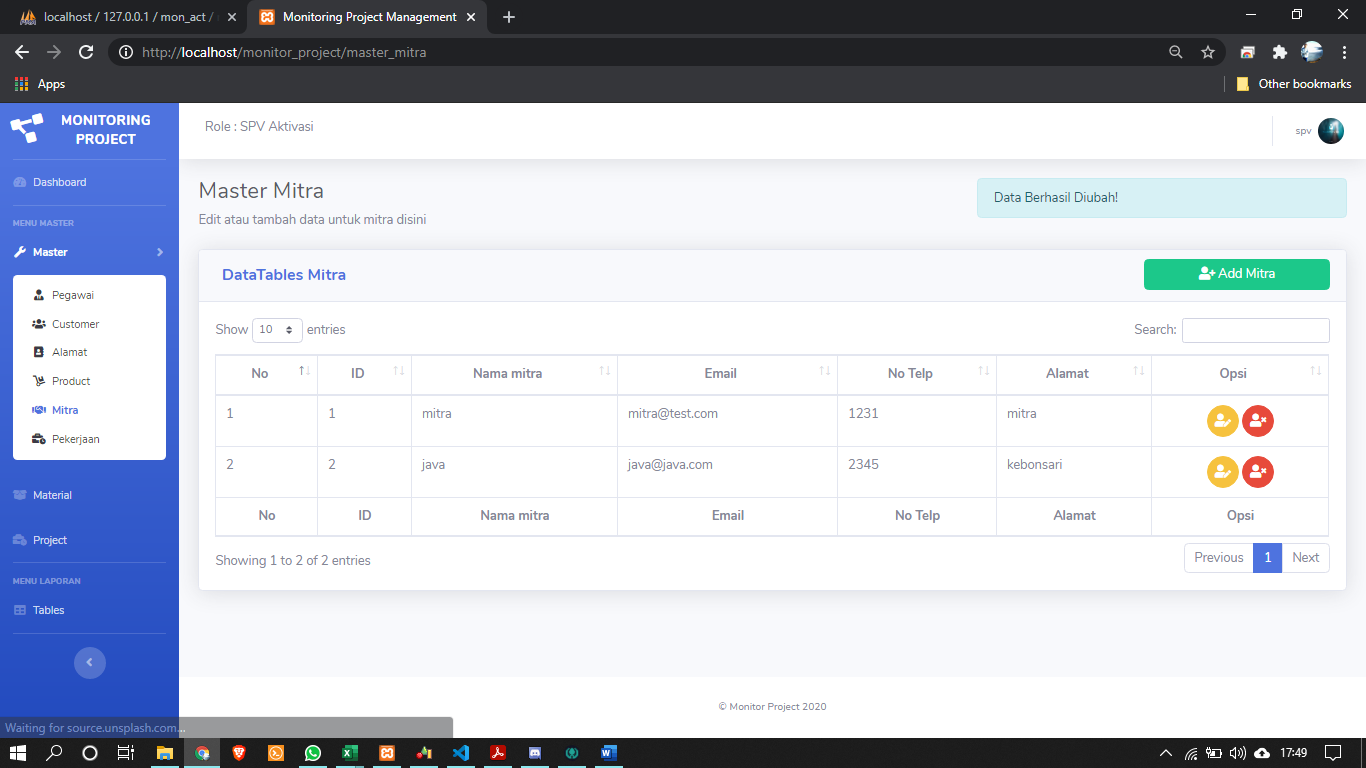 localhost / 127.0.0.1 / mon_act /
Monitoring Project Management
http://localhost/monitor_project/master_mitra
Apps
Other bookmarks
MONITORING
PROJECT
Role : SPV Aktivasi
spv
Dashboard
MENU MASTER
Master
Pegawai
Customer
Alamat
Product
Mitra
Pekerjaan
Material
Project
MENU LAPORAN
Tables
Master Mitra
Edit atau tambah data untuk mitra disini
Data Berhasil Diubah!
DataTables Mitra
Add Mitra
Show 10 entries
Search:
No ID Nama mitra Email No Telp Alamat Opsi
1 1 mitra mitra@test.com 1231 mitra
2 2 java java@java.com 2345 kebonsari
No ID Nama mitra Email No Telp Alamat Opsi
Showing 1 to 2 of 2 entries
Previous 1 Next
© Monitor Project 2020
Waiting for source.unsplash.com...
17:49